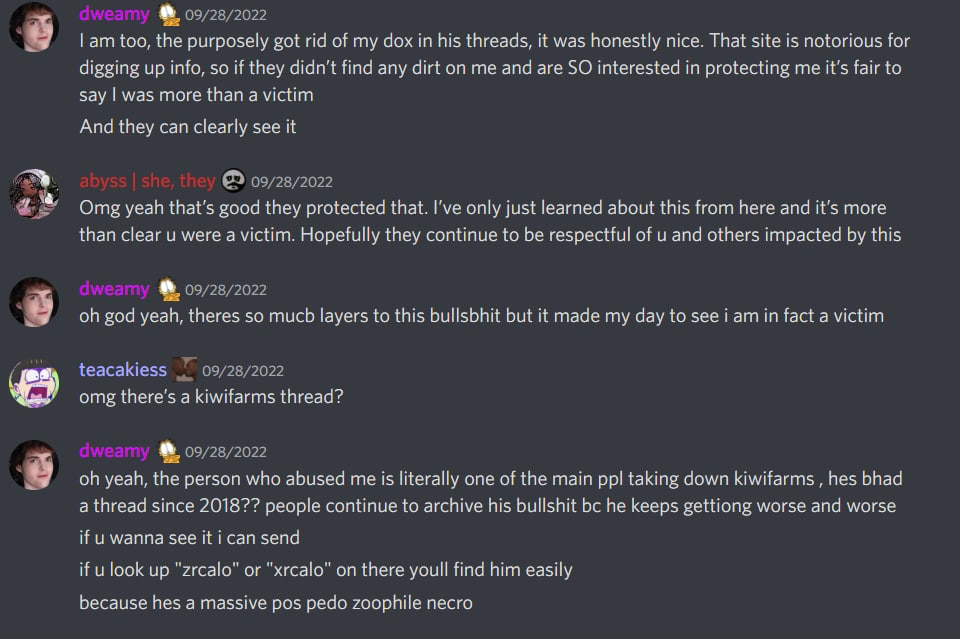 dweamy 09/28/2022
I am too, the purposely got rid of my dox in his threads, it was honestly nice. That site is notorious for
digging up info, so if they didn't find any dirt on me and are SO interested in protecting me it's fair to
say I was more than a victim
And they can clearly see it
abyss | she, they 09/28/2022
Omg yeah that's good they protected that. I've only just learned about this from here and it's more
than clear u were a victim. Hopefully they continue to be respectful of u and others impacted by this
dweamy 09/28/2022
oh god yeah, theres so mucb layers to this bullsbhit but it made my day to see i am in fact a victim
teacakiess 09/28/2022
omg there's a kiwifarms thread?
dweamy 09/28/2022
oh yeah, the person who abused me is literally one of the main ppl taking down kiwifarms , hes bhad
a thread since 2018?? people continue to archive his bullshit bc he keeps gettiong worse and worse
if u wanna see it i can send
if u look up "zrcalo" or "xrcalo" on there youll find him easily
because hes a massive pos pedo zoophile necro